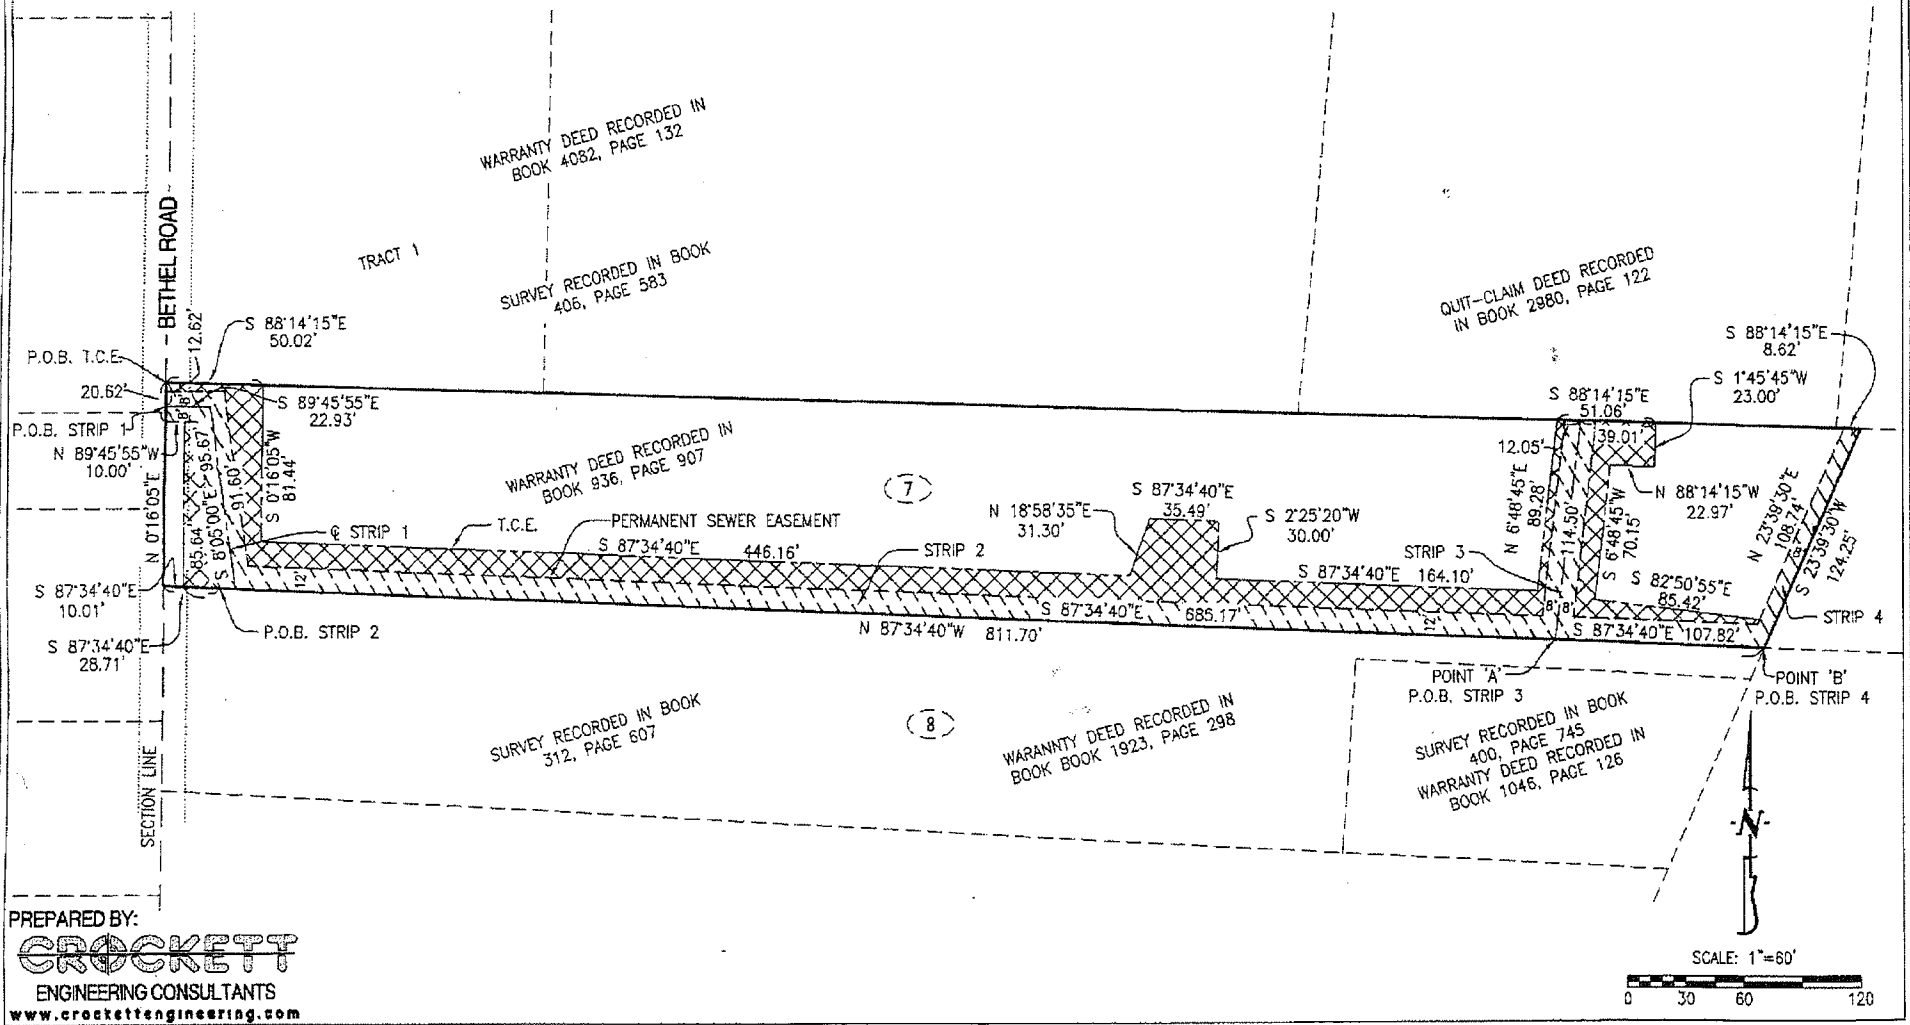 WARRANTY DEED RECORDED IN
BOOK 4082, PAGE 132
TRACT 1
SURVEY RECORDED IN BOOK
406, PAGE 583
QUIT-CLAIM DEED RECORDED
IN BOOK 2980, PAGE 122
BETHEL ROAD
12.62'
S 88°14'15"E
50.02'
P.O.B. T.C.E.
20.62'
8'
8'
P.O.B. STRIP 1
N 89°45'55"W
10.00'
N 0°16'05"E
S 89°45'55"E
22.93'
S 0°16'05"W
81.44'
95.67'
91.60'
85.64'
S 8°05'00"E
℄ STRIP 1
S 87°34'40"E
10.01'
S 87°34'40"E
28.71'
P.O.B. STRIP 2
WARRANTY DEED RECORDED IN
BOOK 936, PAGE 907
7
T.C.E.
PERMANENT SEWER EASEMENT
S 87°34'40"E 446.16'
12'
N 18°58'35"E
31.30'
S 87°34'40"E
35.49'
S 2°25'20"W
30.00'
STRIP 2
S 87°34'40"E 685.17'
N 87°34'40"W 811.70'
STRIP 3
S 87°34'40"E 164.10'
12'
S 88°14'15"E
51.06'
12.05'
39.01'
S 1°45'45"W
23.00'
S 88°14'15"E
8.62'
N 6°48'45"E
89.28'
114.50'
S 6°48'45"W
70.15'
N 88°14'15"W
22.97'
8'
8'
S 82°50'55"E
85.42'
S 87°34'40"E 107.82'
N 23°39'30"E
108.74'
S 23°39'30"W
124.25'
STRIP 4
POINT 'A'
P.O.B. STRIP 3
POINT 'B'
P.O.B. STRIP 4
SURVEY RECORDED IN BOOK
312, PAGE 607
8
WARANNTY DEED RECORDED IN
BOOK BOOK 1923, PAGE 298
SURVEY RECORDED IN BOOK
400, PAGE 745
WARRANTY DEED RECORDED IN
BOOK 1046, PAGE 126
SECTION LINE
N
PREPARED BY:
CROCKETT
ENGINEERING CONSULTANTS
www.crockettengineering.com
SCALE: 1"=60'
0 30 60 120